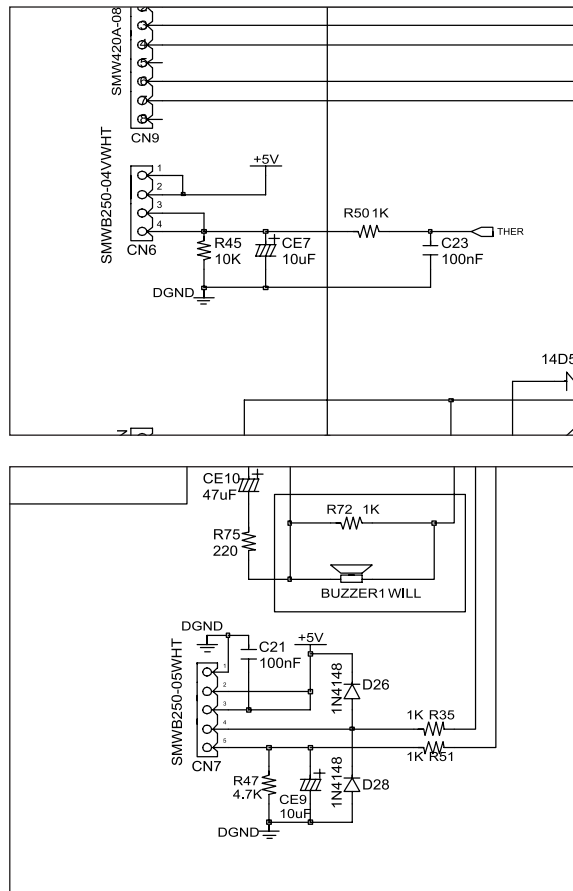 SMW420A-08
4
5
6
7
8
CN9
SMWB250-04VWHT
1
2
3
4
CN6
+5V
R45
10K
CE7
10uF
+
R50 1K
C23
100nF
THER
DGND
14D5
CE10
47uF
+
R75
220
R72 1K
BUZZER1 WILL
DGND
C21
100nF
+5V
SMWB250-05WHT
1
2
3
4
5
CN7
1N4148
D26
1K R35
1K R51
R47
4.7K
CE9
10uF
+
1N4148
D28
DGND